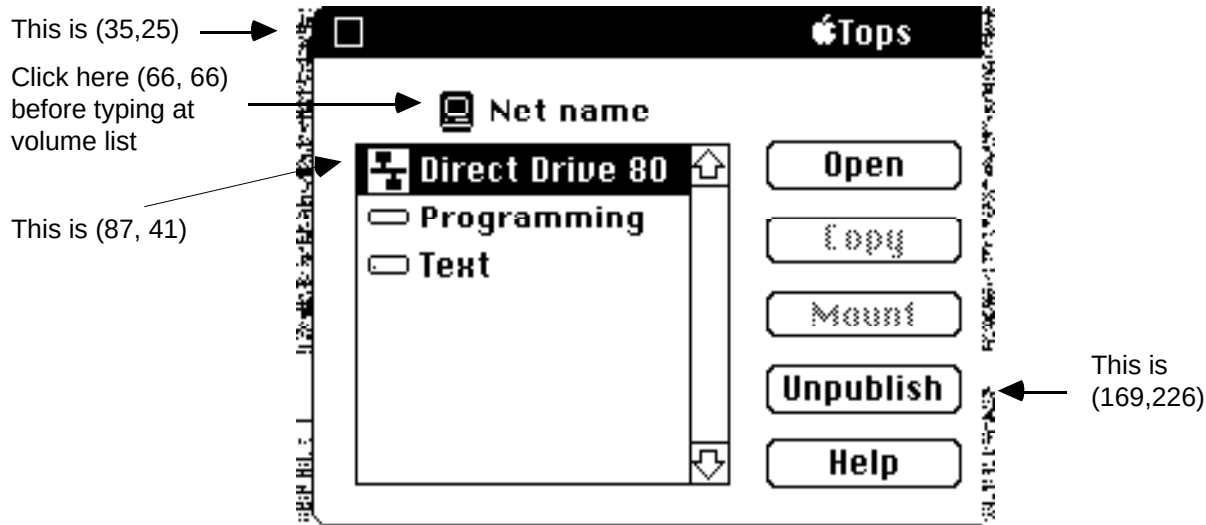 This is (35,25)
Tops
Click here (66, 66)
before typing at
volume list
Net name
Direct Drive 80
Open
Programming
This is (87, 41)
Copy
Text
Mount
Unpublish
This is
(169,226)
Help